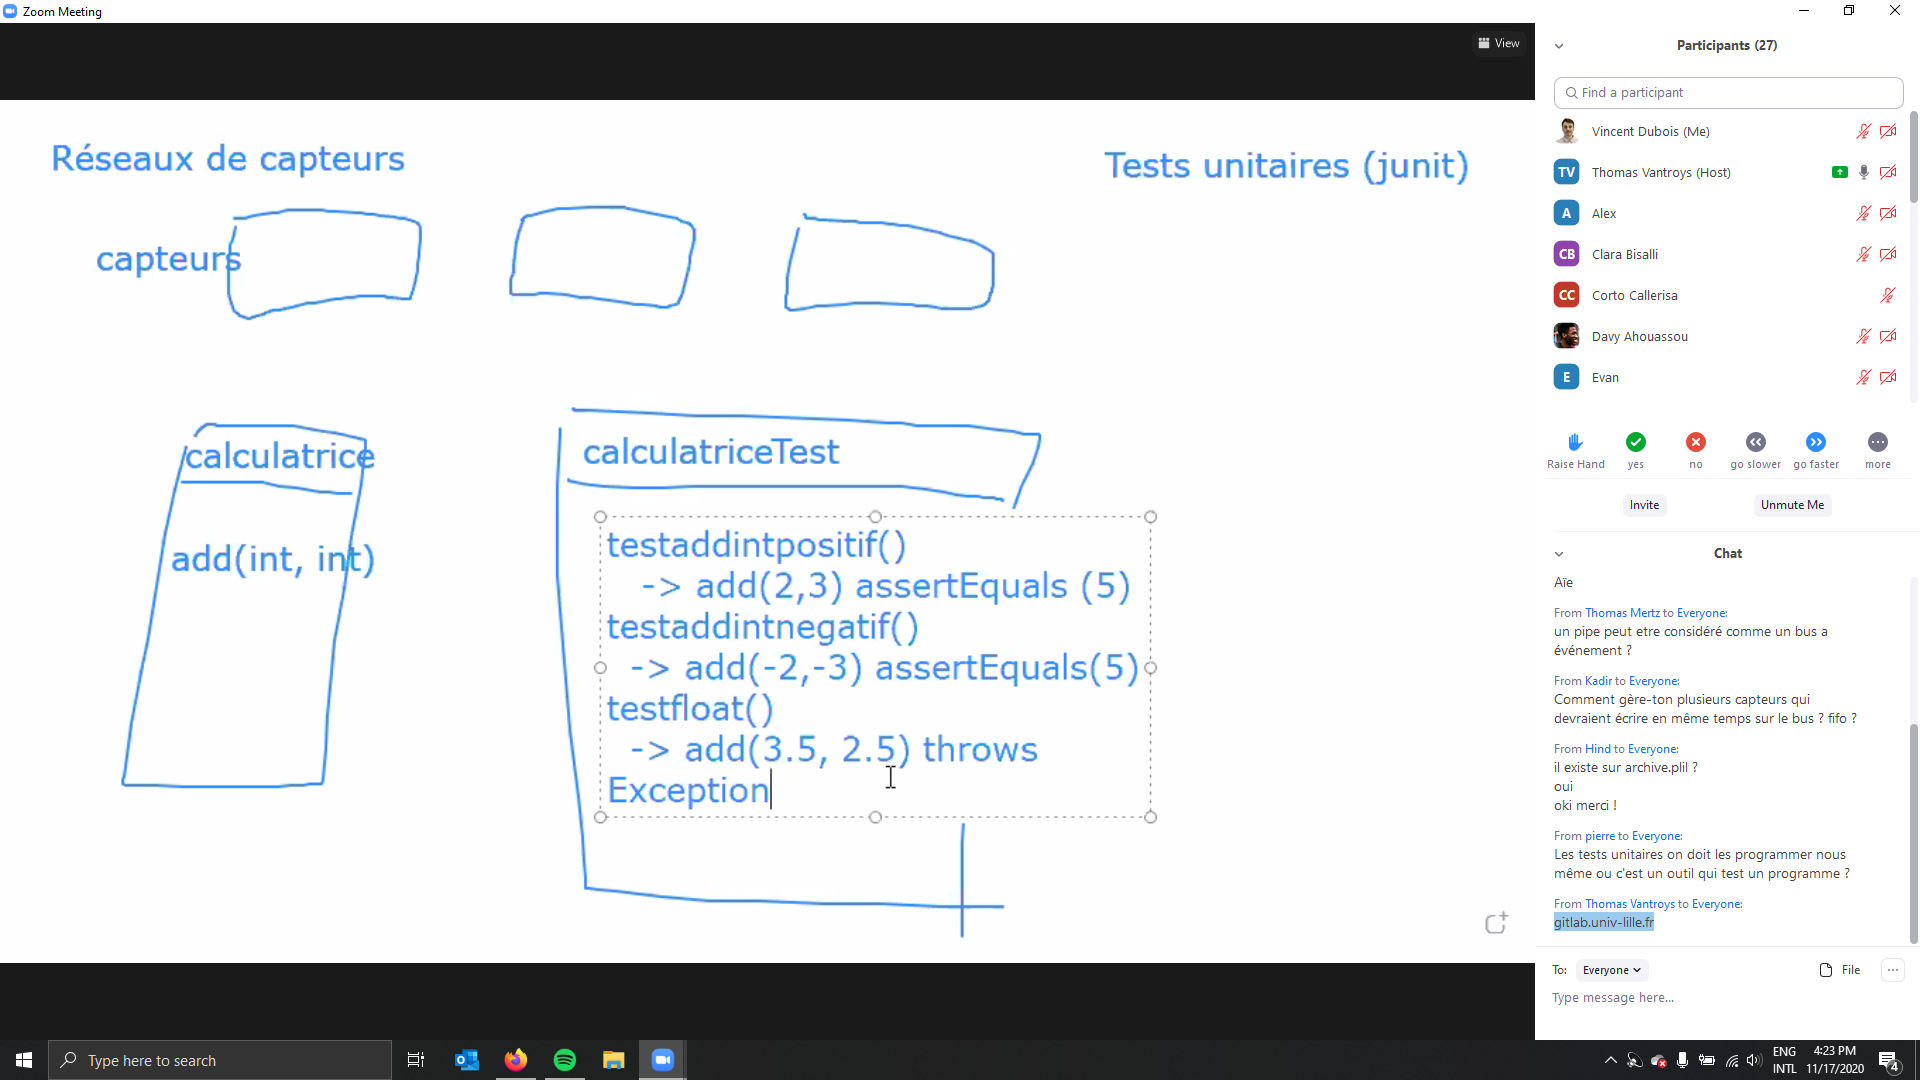 Zoom Meeting
View
Réseaux de capteurs
Tests unitaires (junit)
capteurs
calculatrice
add(int, int)
calculatriceTest
testaddintpositif()
-> add(2,3) assertEquals (5)
testaddintnegatif()
-> add(-2,-3) assertEquals(5)
testfloat()
-> add(3.5, 2.5) throws
Exception
Participants (27)
Find a participant
Vincent Dubois (Me)
TV Thomas Vantroys (Host)
A Alex
CB Clara Bisalli
CC Corto Callerisa
Davy Ahouassou
E Evan
Raise Hand yes no go slower go faster more
Invite Unmute Me
Chat
Aïe
From Thomas Mertz to Everyone:
un pipe peut etre considéré comme un bus a
événement ?
From Kadir to Everyone:
Comment gère-ton plusieurs capteurs qui
devraient écrire en même temps sur le bus ? fifo ?
From Hind to Everyone:
il existe sur archive.plil ?
oui
oki merci !
From pierre to Everyone:
Les tests unitaires on doit les programmer nous
même ou c'est un outil qui test un programme ?
From Thomas Vantroys to Everyone:
gitlab.univ-lille.fr
To: Everyone File
Type message here...
Type here to search
ENG
INTL
4:23 PM
11/17/2020
4